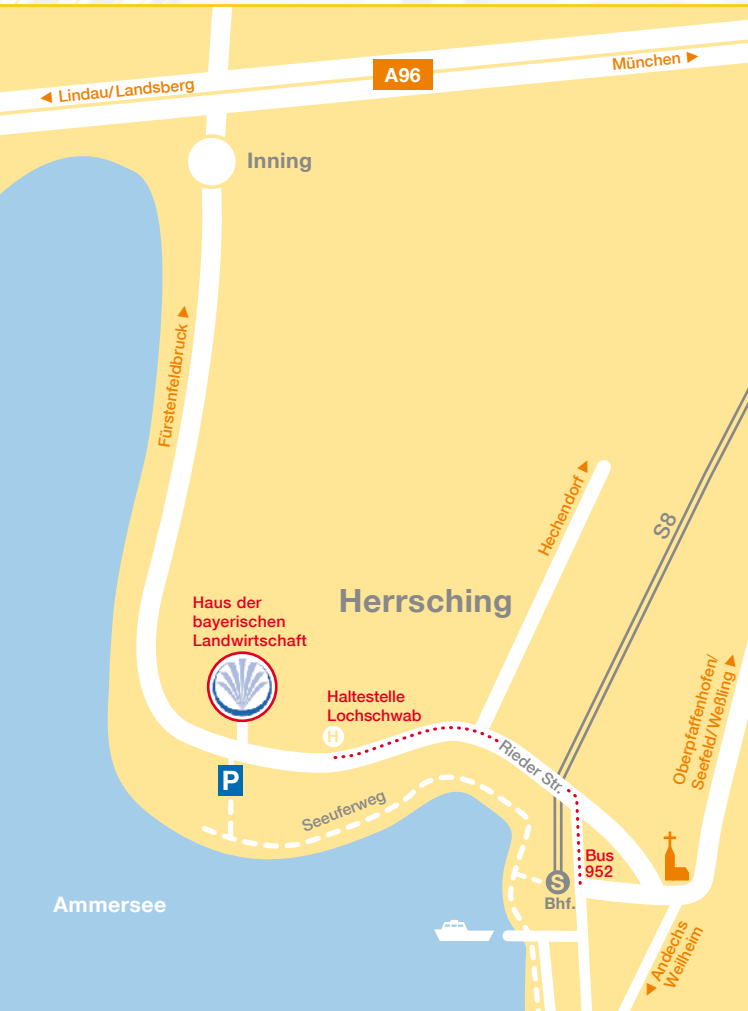 A96
München ►
◄ Lindau/Landsberg
Inning
Fürstenfeldbruck ►
Hechendorf ►
S8
Herrsching
Haus der
bayerischen
Landwirtschaft
Haltestelle
Lochschwab
H
Oberpfaffenhofen/
Seefeld/Weßling ►
Rieder Str.
P
Seeuferweg
Bus
952
S
Bhf.
Ammersee
◄ Andechs
Weilheim